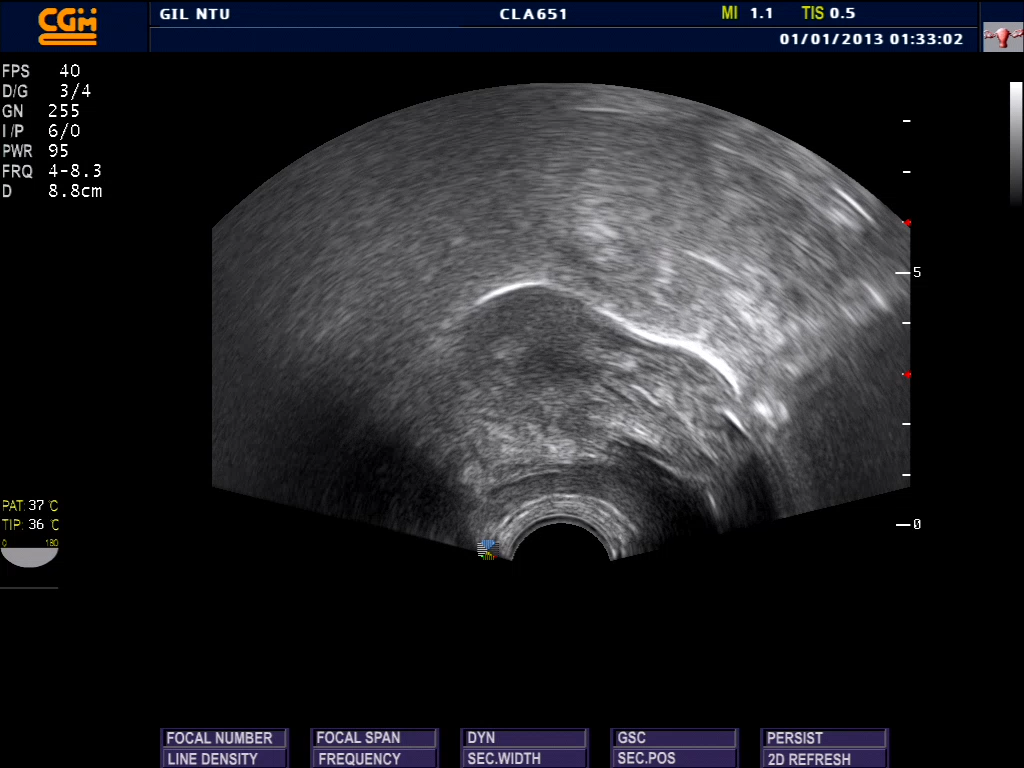 CGM
GIL NTU CLA651 MI 1.1 TIS 0.5
01/01/2013 01:33:02
FPS 40
D/G 3/4
GN 255
I/P 6/0
PWR 95
FRQ 4-8.3
D 8.8cm
5
PAT: 37 °C
TIP: 36 °C
0 180
0
FOCAL NUMBER FOCAL SPAN DYN GSC PERSIST
LINE DENSITY FREQUENCY SEC.WIDTH SEC.POS 2D REFRESH